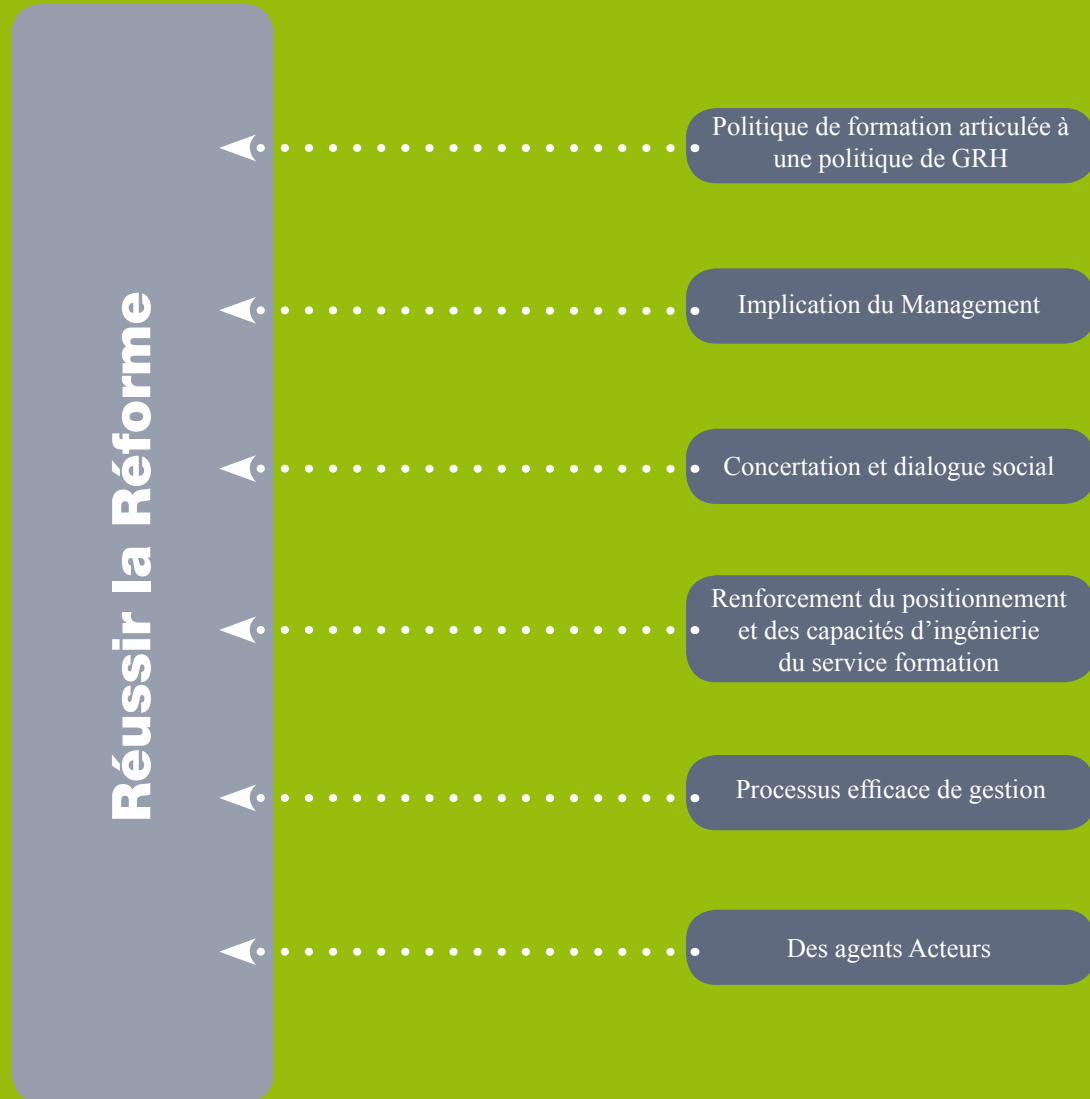 Réussir la Réforme
Politique de formation articulée à
une politique de GRH
Implication du Management
Concertation et dialogue social
Renforcement du positionnement
et des capacités d’ingénierie
du service formation
Processus efficace de gestion
Des agents Acteurs